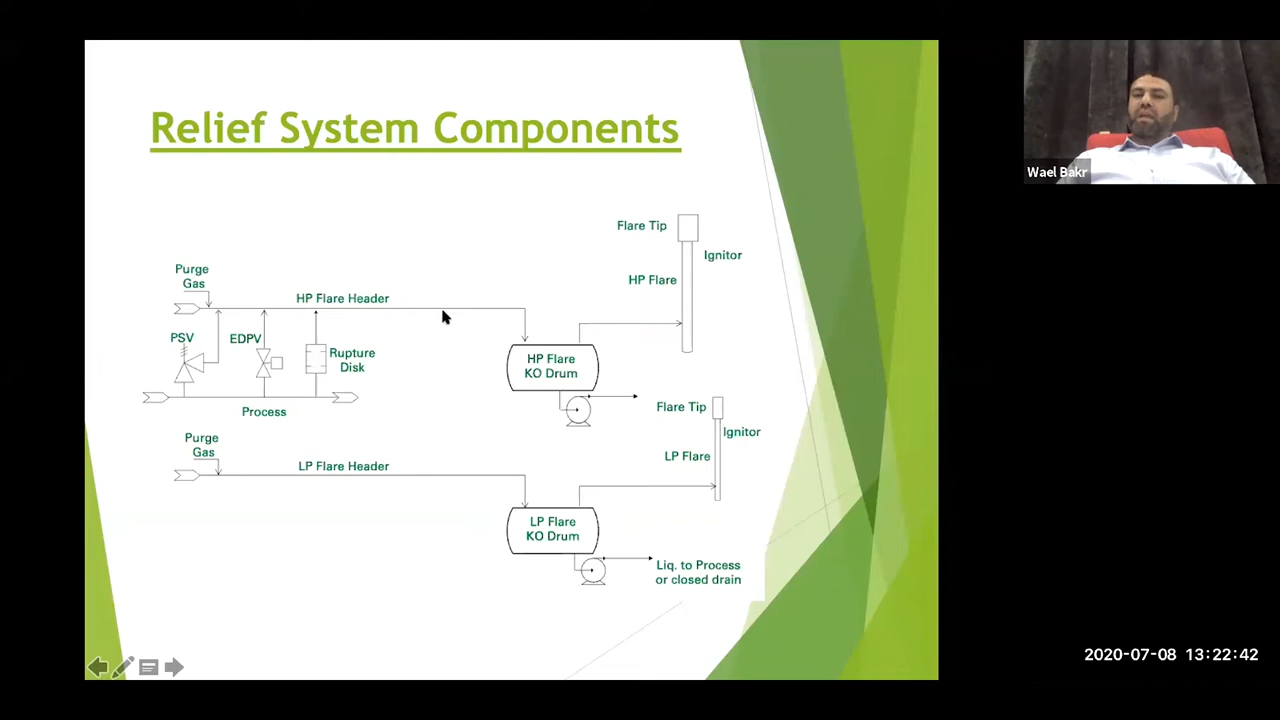 Relief System Components
Flare Tip
Ignitor
HP Flare
Purge
Gas
HP Flare Header
PSV
EDPV
Rupture
Disk
HP Flare
KO Drum
Process
Flare Tip
Ignitor
LP Flare
Purge
Gas
LP Flare Header
LP Flare
KO Drum
Liq. to Process
or closed drain
Wael Bakr
2020-07-08 13:22:42